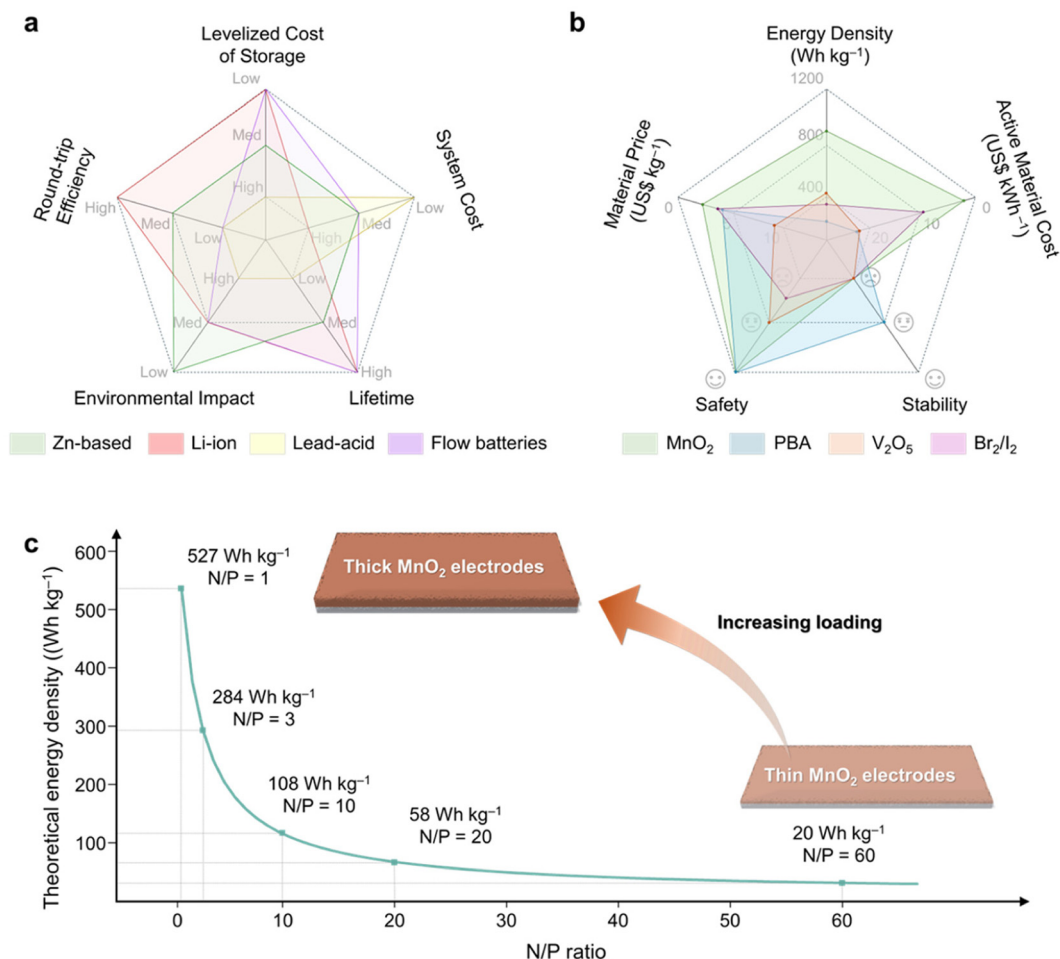 a
Levelized Cost
of Storage
Low
Med
High
System Cost
Low
Med
High
Round-trip
Efficiency
High
Med
Low
High
Med
Low
Environmental Impact
Low
Med
High
Lifetime
Zn-based
Li-ion
Lead-acid
Flow batteries
b
Energy Density
(Wh kg⁻¹)
1200
800
400
Material Price
(US$ kg⁻¹)
0
10
Active Material Cost
(US$ kWh⁻¹)
0
10
20
Safety
Stability
MnO₂
PBA
V₂O₅
Br₂/I₂
c
Theoretical energy density ((Wh kg⁻¹)
600
500
400
300
200
100
527 Wh kg⁻¹
N/P = 1
284 Wh kg⁻¹
N/P = 3
108 Wh kg⁻¹
N/P = 10
58 Wh kg⁻¹
N/P = 20
20 Wh kg⁻¹
N/P = 60
Thick MnO₂ electrodes
Increasing loading
Thin MnO₂ electrodes
0
10
20
30
40
50
60
N/P ratio